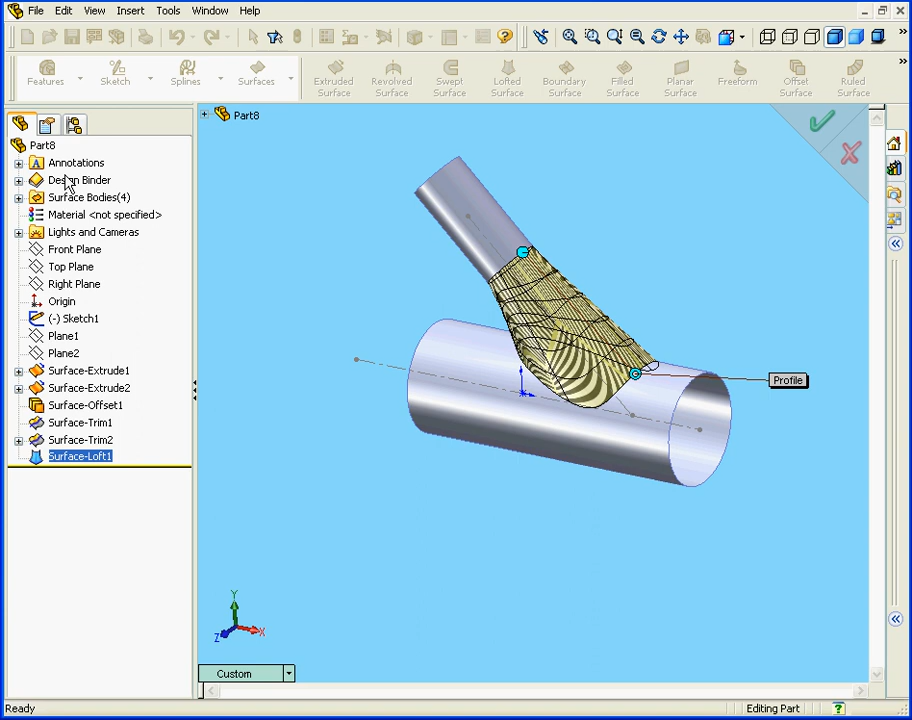 File Edit View Insert Tools Window Help
Features Sketch Splines Surfaces Extruded Surface Revolved Surface Swept Surface Lofted Surface Boundary Surface Filled Surface Planar Surface Freeform Offset Surface Ruled Surface
Part8
Part8
Annotations
Design Binder
Surface Bodies(4)
Material <not specified>
Lights and Cameras
Front Plane
Top Plane
Right Plane
Origin
(-) Sketch1
Plane1
Plane2
Surface-Extrude1
Surface-Extrude2
Surface-Offset1
Surface-Trim1
Surface-Trim2
Surface-Loft1
Profile
Y
Z X
Custom
Ready Editing Part